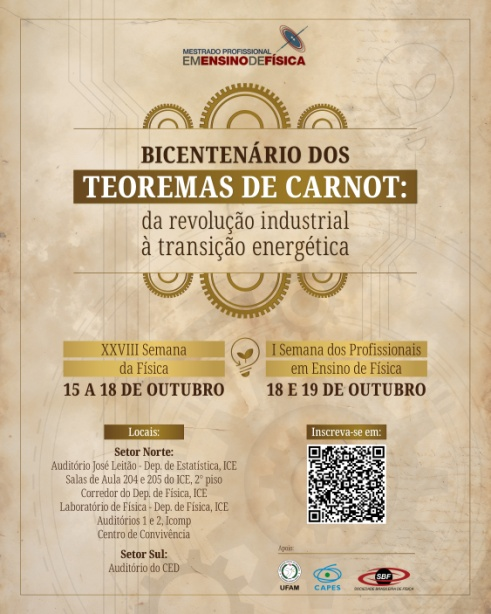 MESTRADO PROFISSIONAL
EMENSINODEFÍSICA
BICENTENÁRIO DOS
TEOREMAS DE CARNOT:
da revolução industrial
à transição energética
XXVIII Semana
da Física
15 A 18 DE OUTUBRO
I Semana dos Profissionais
em Ensino de Física
18 E 19 DE OUTUBRO
Locais:
Setor Norte:
Auditório José Leitão - Dep. de Estatística, ICE
Salas de Aula 204 e 205 do ICE, 2º piso
Corredor do Dep. de Física, ICE
Laboratório de Física - Dep. de Física, ICE
Auditórios 1 e 2, Icomp
Centro de Convivência
Setor Sul:
Auditório do CED
Inscreva-se em:
Apoio:
UFAM
CAPES
SBF
SOCIEDADE BRASILEIRA DE FÍSICA